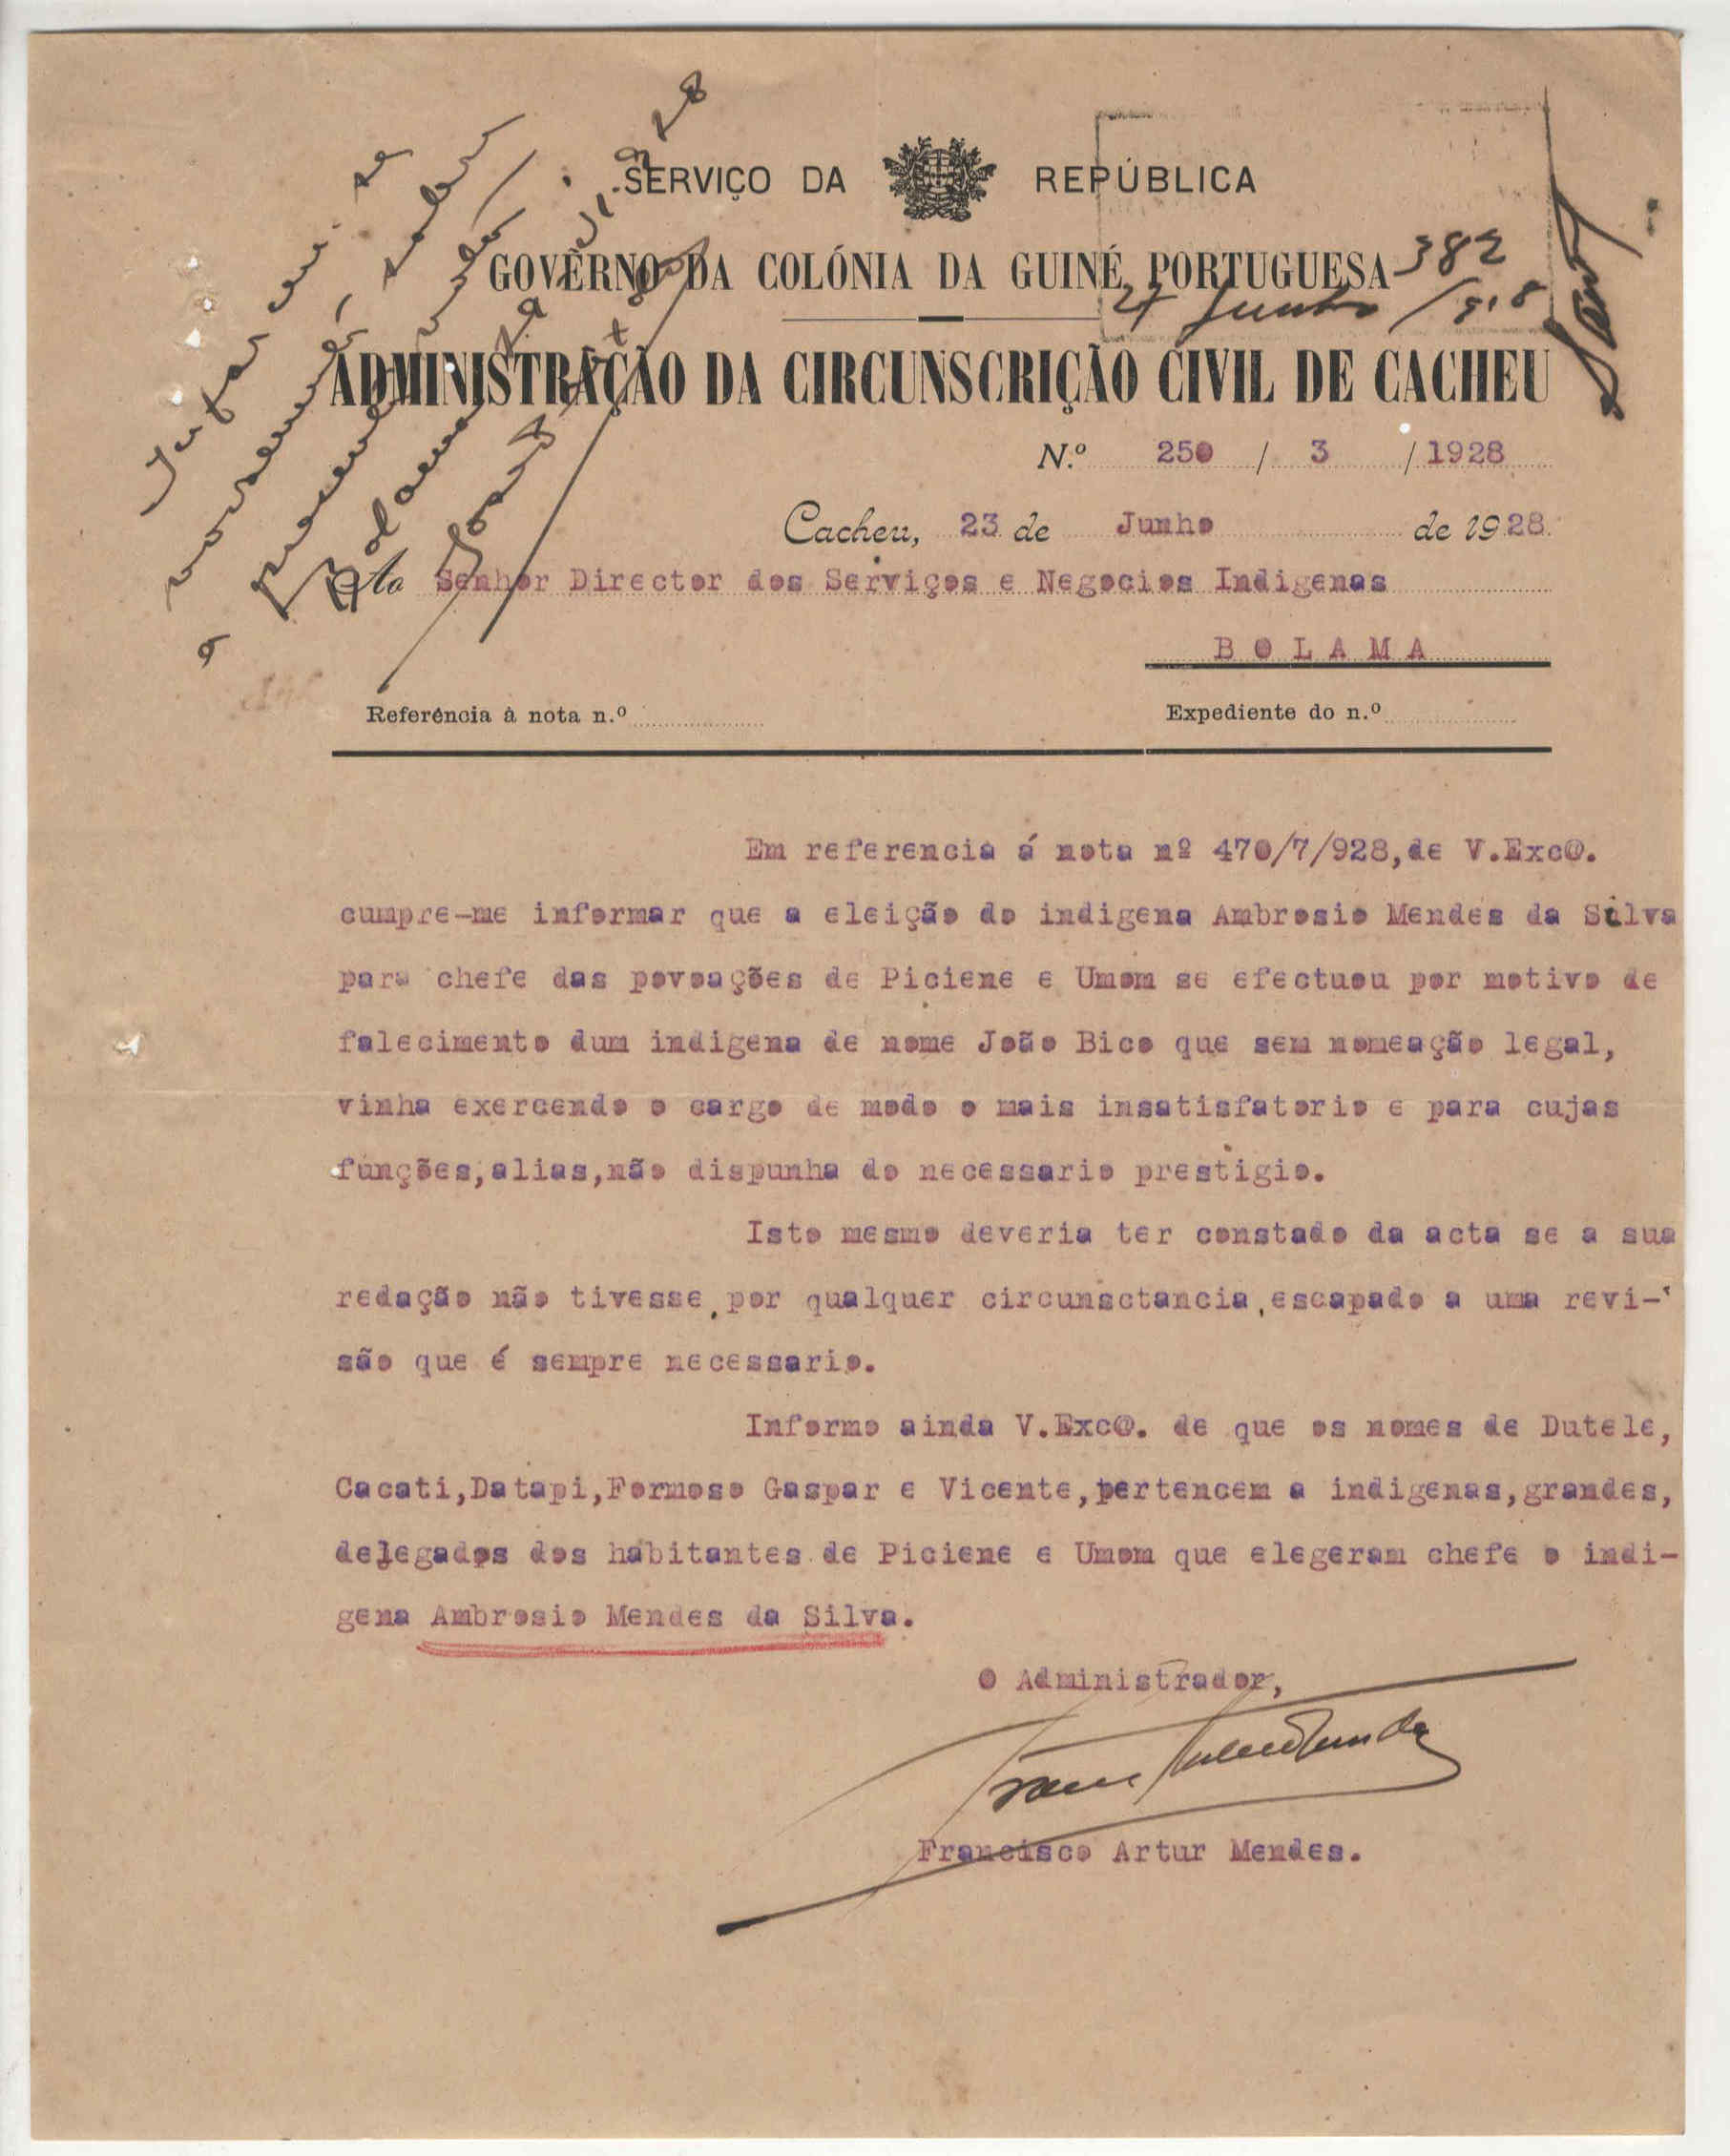 SERVIÇO DA REPÚBLICA
GOVÊRNO DA COLÓNIA DA GUINÉ PORTUGUESA
382
27 Junho
ADMINISTRAÇÃO DA CIRCUNSCRIÇÃO CIVIL DE CACHEU
N.º 250 / 3 / 1928
Cacheu, 23 de Junho de 1928.
Ao Senhor Director dos Serviços e Negocios Indigenas
BOLAMA
Referência à nota n.º
Expediente do n.º
Em referencia á nota nº 470/7/928,de V.Exc@.
cumpre-me informar que a eleição do indigena Ambrosio Mendes da Silva
para chefe das povoações de Piciene e Umom se efectuou por motivo de
falecimento dum indigena de nome João Bico que sem nomeação legal,
vinha exercendo o cargo de modo o mais insatisfatorio e para cujas
funções,alias,não dispunha do necessario prestigio.
Isto mesmo deveria ter constado da acta se a sua
redação não tivesse,por qualquer circunsctancia,escapado a uma revi-
são que é sempre necessario.
Informo ainda V.Exc@. de que os nomes de Dutele,
Cacati,Datapi,Formoso Gaspar e Vicente,pertencem a indigenas,grandes,
delegados dos habitantes de Piciene e Umom que elegeram chefe o indi-
gena Ambrosio Mendes da Silva.
O Administrador,
Francisco Artur Mendes.